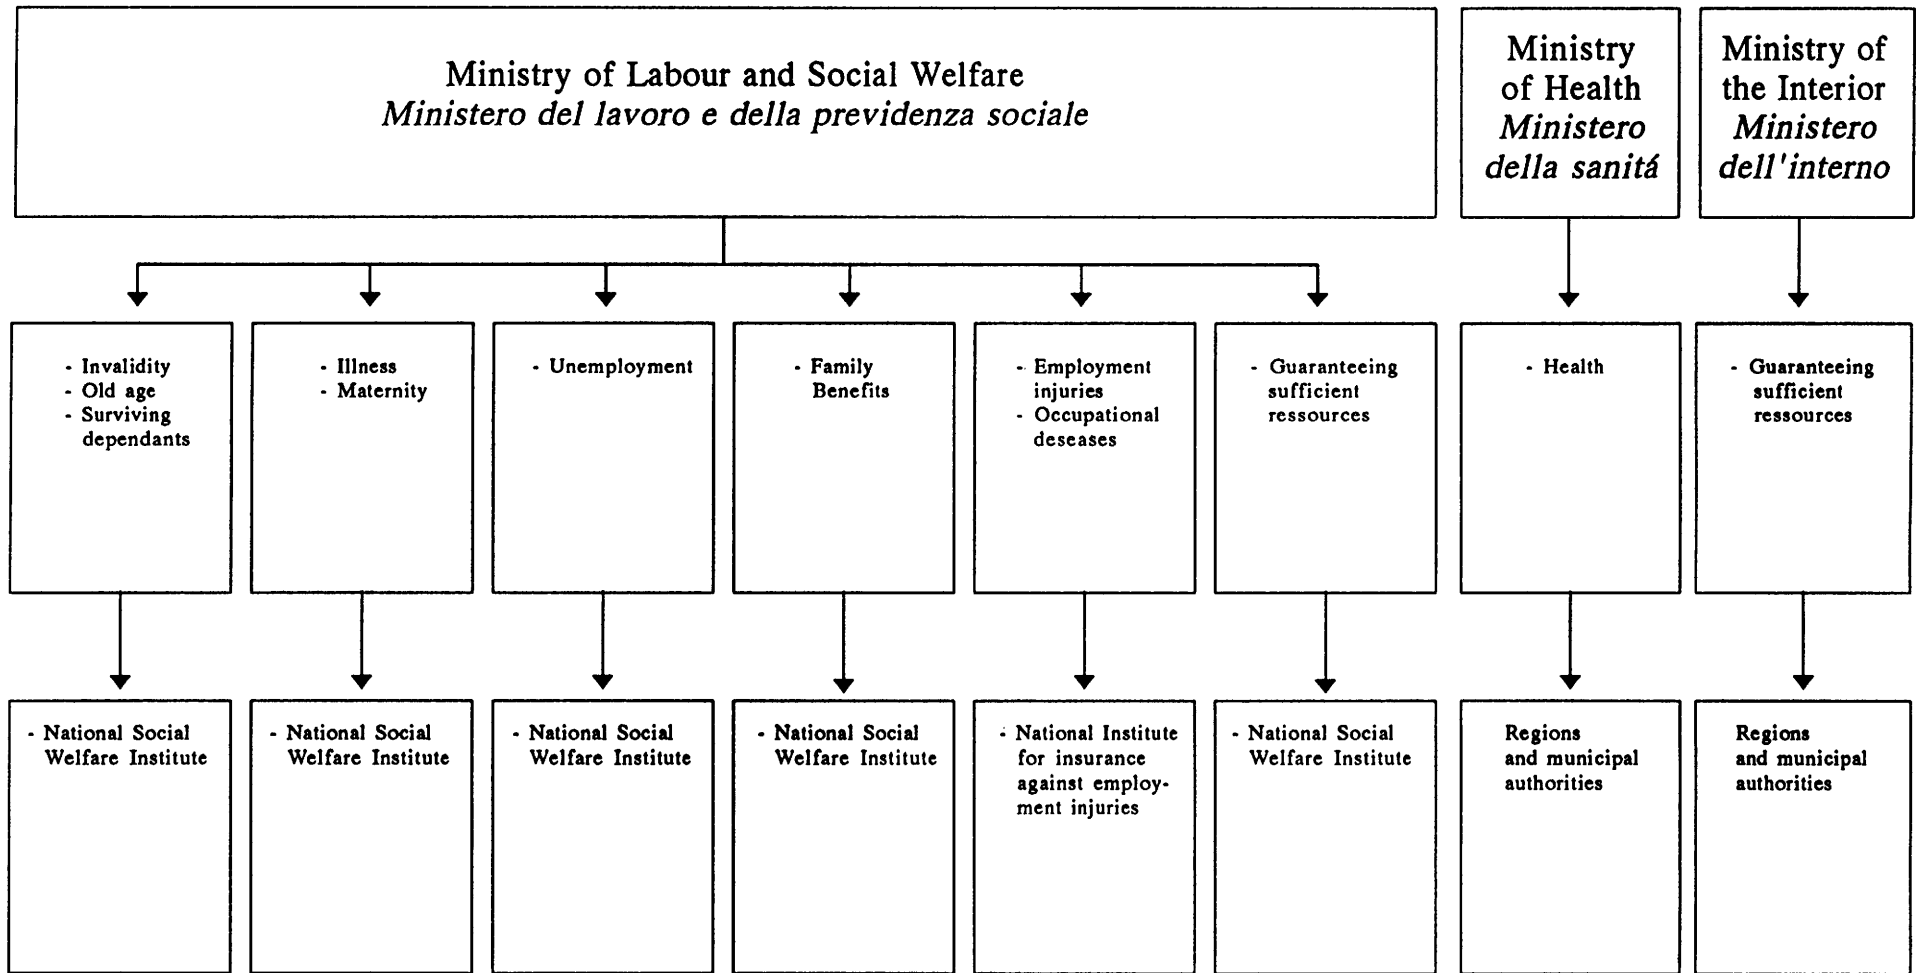 Ministry of Labour and Social Welfare
Ministero del lavoro e della previdenza sociale
Ministry
of Health
Ministero
della sanitá
Ministry of
the Interior
Ministero
dell'interno
- Invalidity
- Old age
- Surviving
dependants
- Illness
- Maternity
- Unemployment
- Family
Benefits
- Employment
injuries
- Occupational
deseases
- Guaranteeing
sufficient
ressources
- Health
- Guaranteeing
sufficient
ressources
- National Social
Welfare Institute
- National Social
Welfare Institute
- National Social
Welfare Institute
- National Social
Welfare Institute
- National Institute
for insurance
against employ-
ment injuries
- National Social
Welfare Institute
Regions
and municipal
authorities
Regions
and municipal
authorities